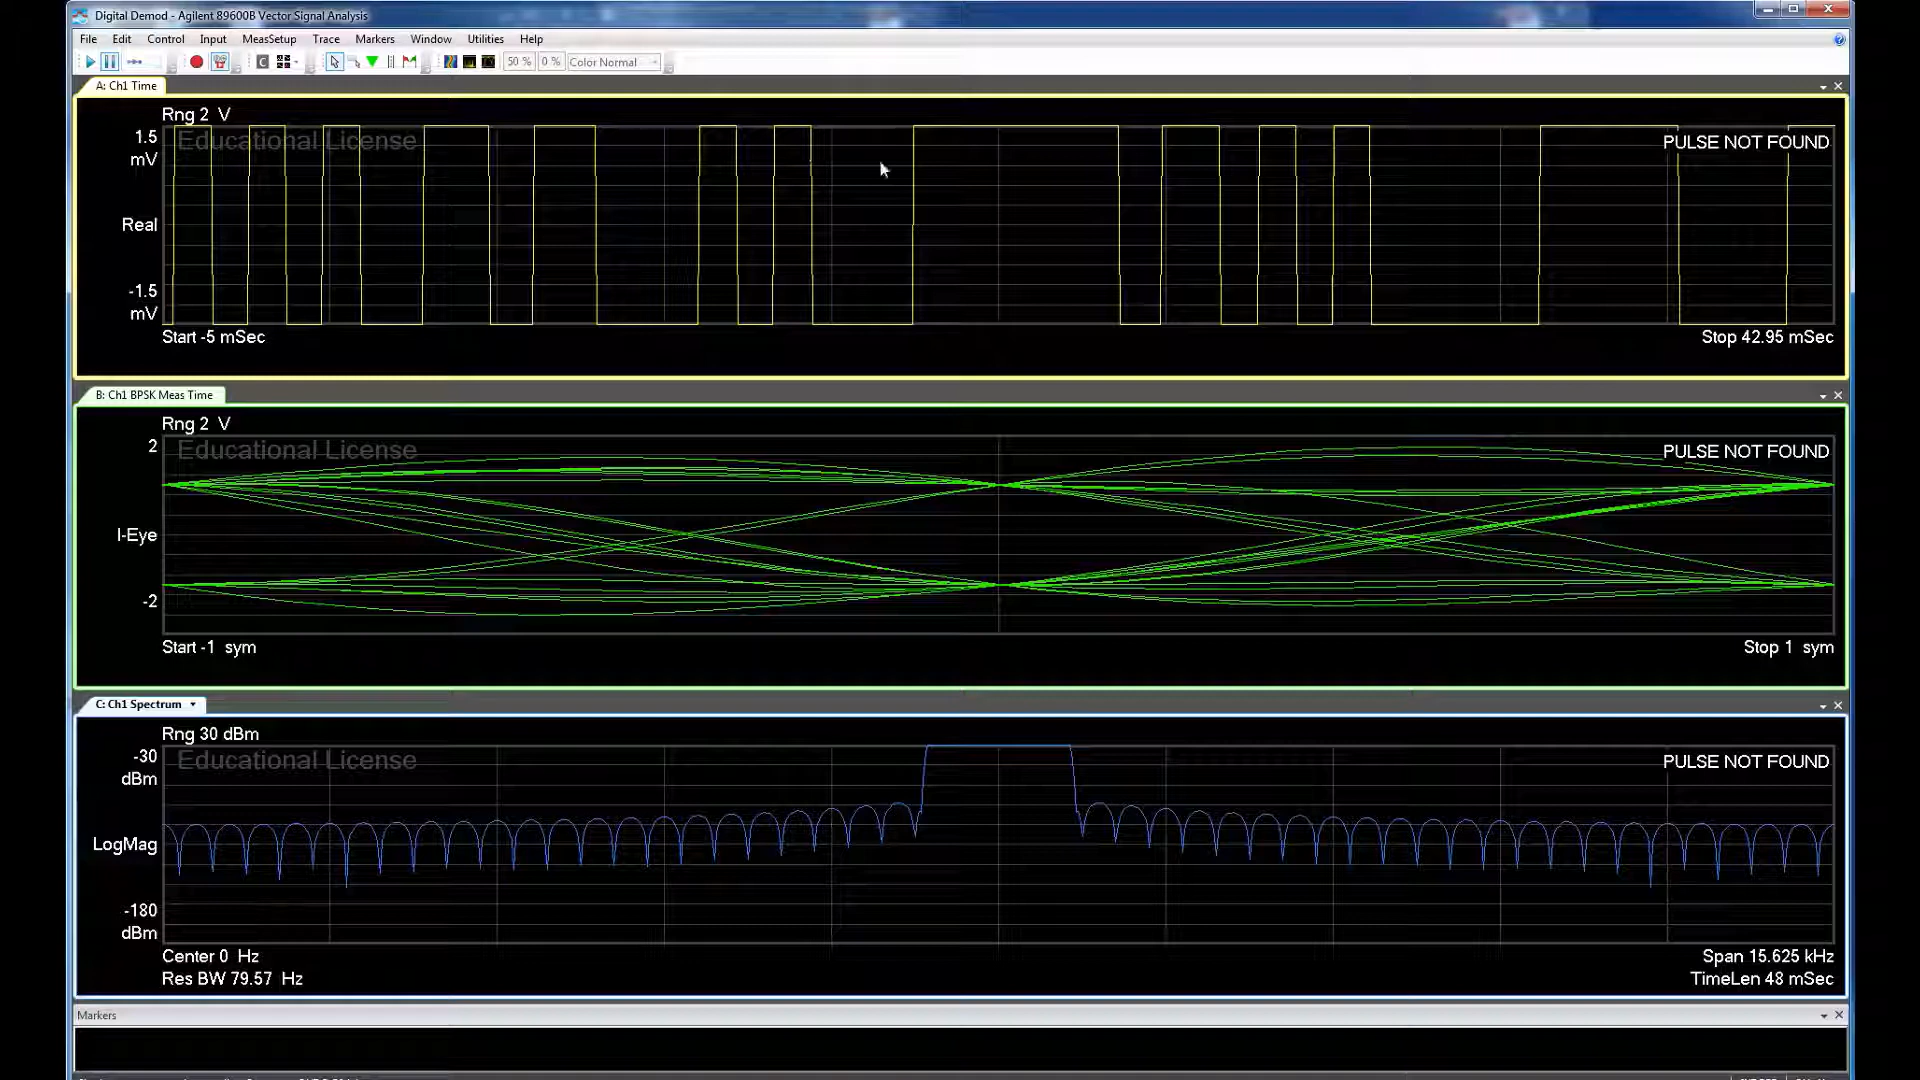 Digital Demod - Agilent 89600B Vector Signal Analysis
File Edit Control Input MeasSetup Trace Markers Window Utilities Help
C 50 % 0 % Color Normal
A: Ch1 Time
Rng 2 V
Educational License
PULSE NOT FOUND
1.5
mV
Real
-1.5
mV
Start -5 mSec
Stop 42.95 mSec
B: Ch1 BPSK Meas Time
Rng 2 V
Educational License
PULSE NOT FOUND
2
I-Eye
-2
Start -1 sym
Stop 1 sym
C: Ch1 Spectrum
Rng 30 dBm
Educational License
PULSE NOT FOUND
-30
dBm
LogMag
-180
dBm
Center 0 Hz
Span 15.625 kHz
Res BW 79.57 Hz
TimeLen 48 mSec
Markers